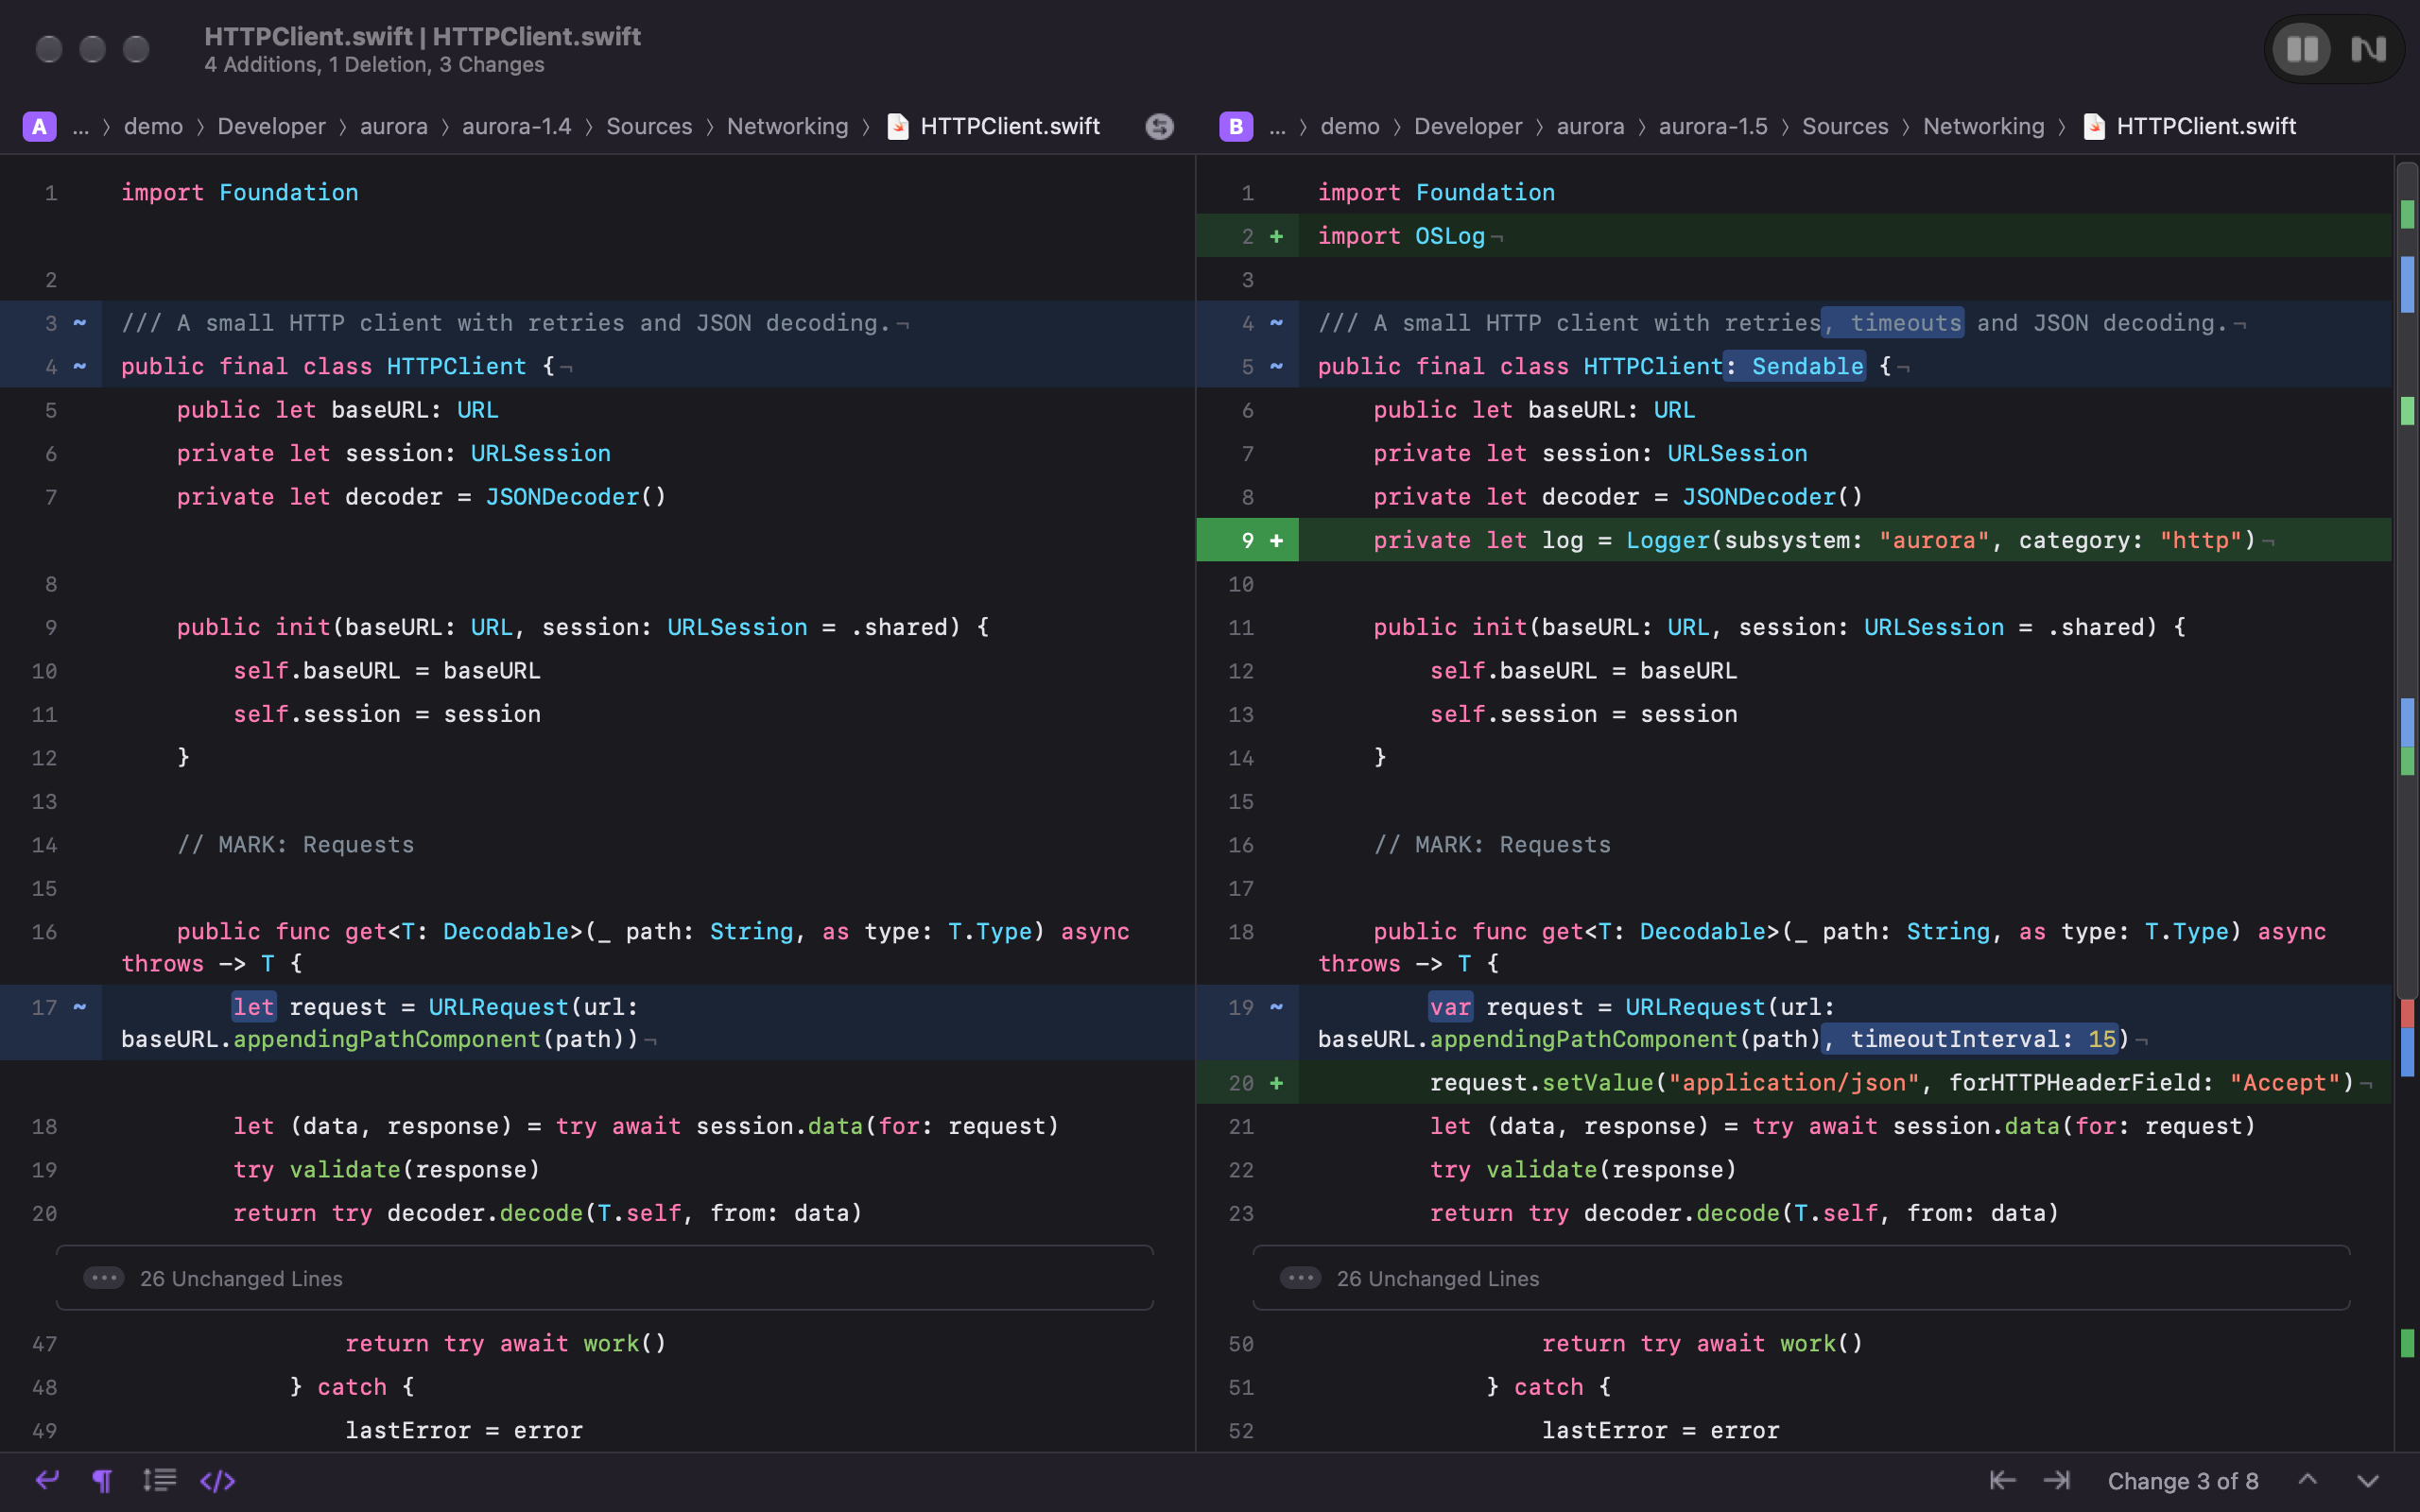 HTTPClient.swift | HTTPClient.swift
4 Additions, 1 Deletion, 3 Changes
A ... 〉 demo 〉 Developer 〉 aurora 〉 aurora-1.4 〉 Sources 〉 Networking 〉 HTTPClient.swift
1 import Foundation
2
3 ~ /// A small HTTP client with retries and JSON decoding.¬
4 ~ public final class HTTPClient {¬
5 public let baseURL: URL
6 private let session: URLSession
7 private let decoder = JSONDecoder()
8
9 public init(baseURL: URL, session: URLSession = .shared) {
10 self.baseURL = baseURL
11 self.session = session
12 }
13
14 // MARK: Requests
15
16 public func get<T: Decodable>(_ path: String, as type: T.Type) async
throws -> T {
17 ~ let request = URLRequest(url:
baseURL.appendingPathComponent(path))¬
18 let (data, response) = try await session.data(for: request)
19 try validate(response)
20 return try decoder.decode(T.self, from: data)
26 Unchanged Lines
47 return try await work()
48 } catch {
49 lastError = error
B ... 〉 demo 〉 Developer 〉 aurora 〉 aurora-1.5 〉 Sources 〉 Networking 〉 HTTPClient.swift
1 import Foundation
2 + import OSLog¬
3
4 ~ /// A small HTTP client with retries, timeouts and JSON decoding.¬
5 ~ public final class HTTPClient: Sendable {¬
6 public let baseURL: URL
7 private let session: URLSession
8 private let decoder = JSONDecoder()
9 + private let log = Logger(subsystem: "aurora", category: "http")¬
10
11 public init(baseURL: URL, session: URLSession = .shared) {
12 self.baseURL = baseURL
13 self.session = session
14 }
15
16 // MARK: Requests
17
18 public func get<T: Decodable>(_ path: String, as type: T.Type) async
throws -> T {
19 ~ var request = URLRequest(url:
baseURL.appendingPathComponent(path), timeoutInterval: 15)¬
20 + request.setValue("application/json", forHTTPHeaderField: "Accept")¬
21 let (data, response) = try await session.data(for: request)
22 try validate(response)
23 return try decoder.decode(T.self, from: data)
26 Unchanged Lines
50 return try await work()
51 } catch {
52 lastError = error
Change 3 of 8